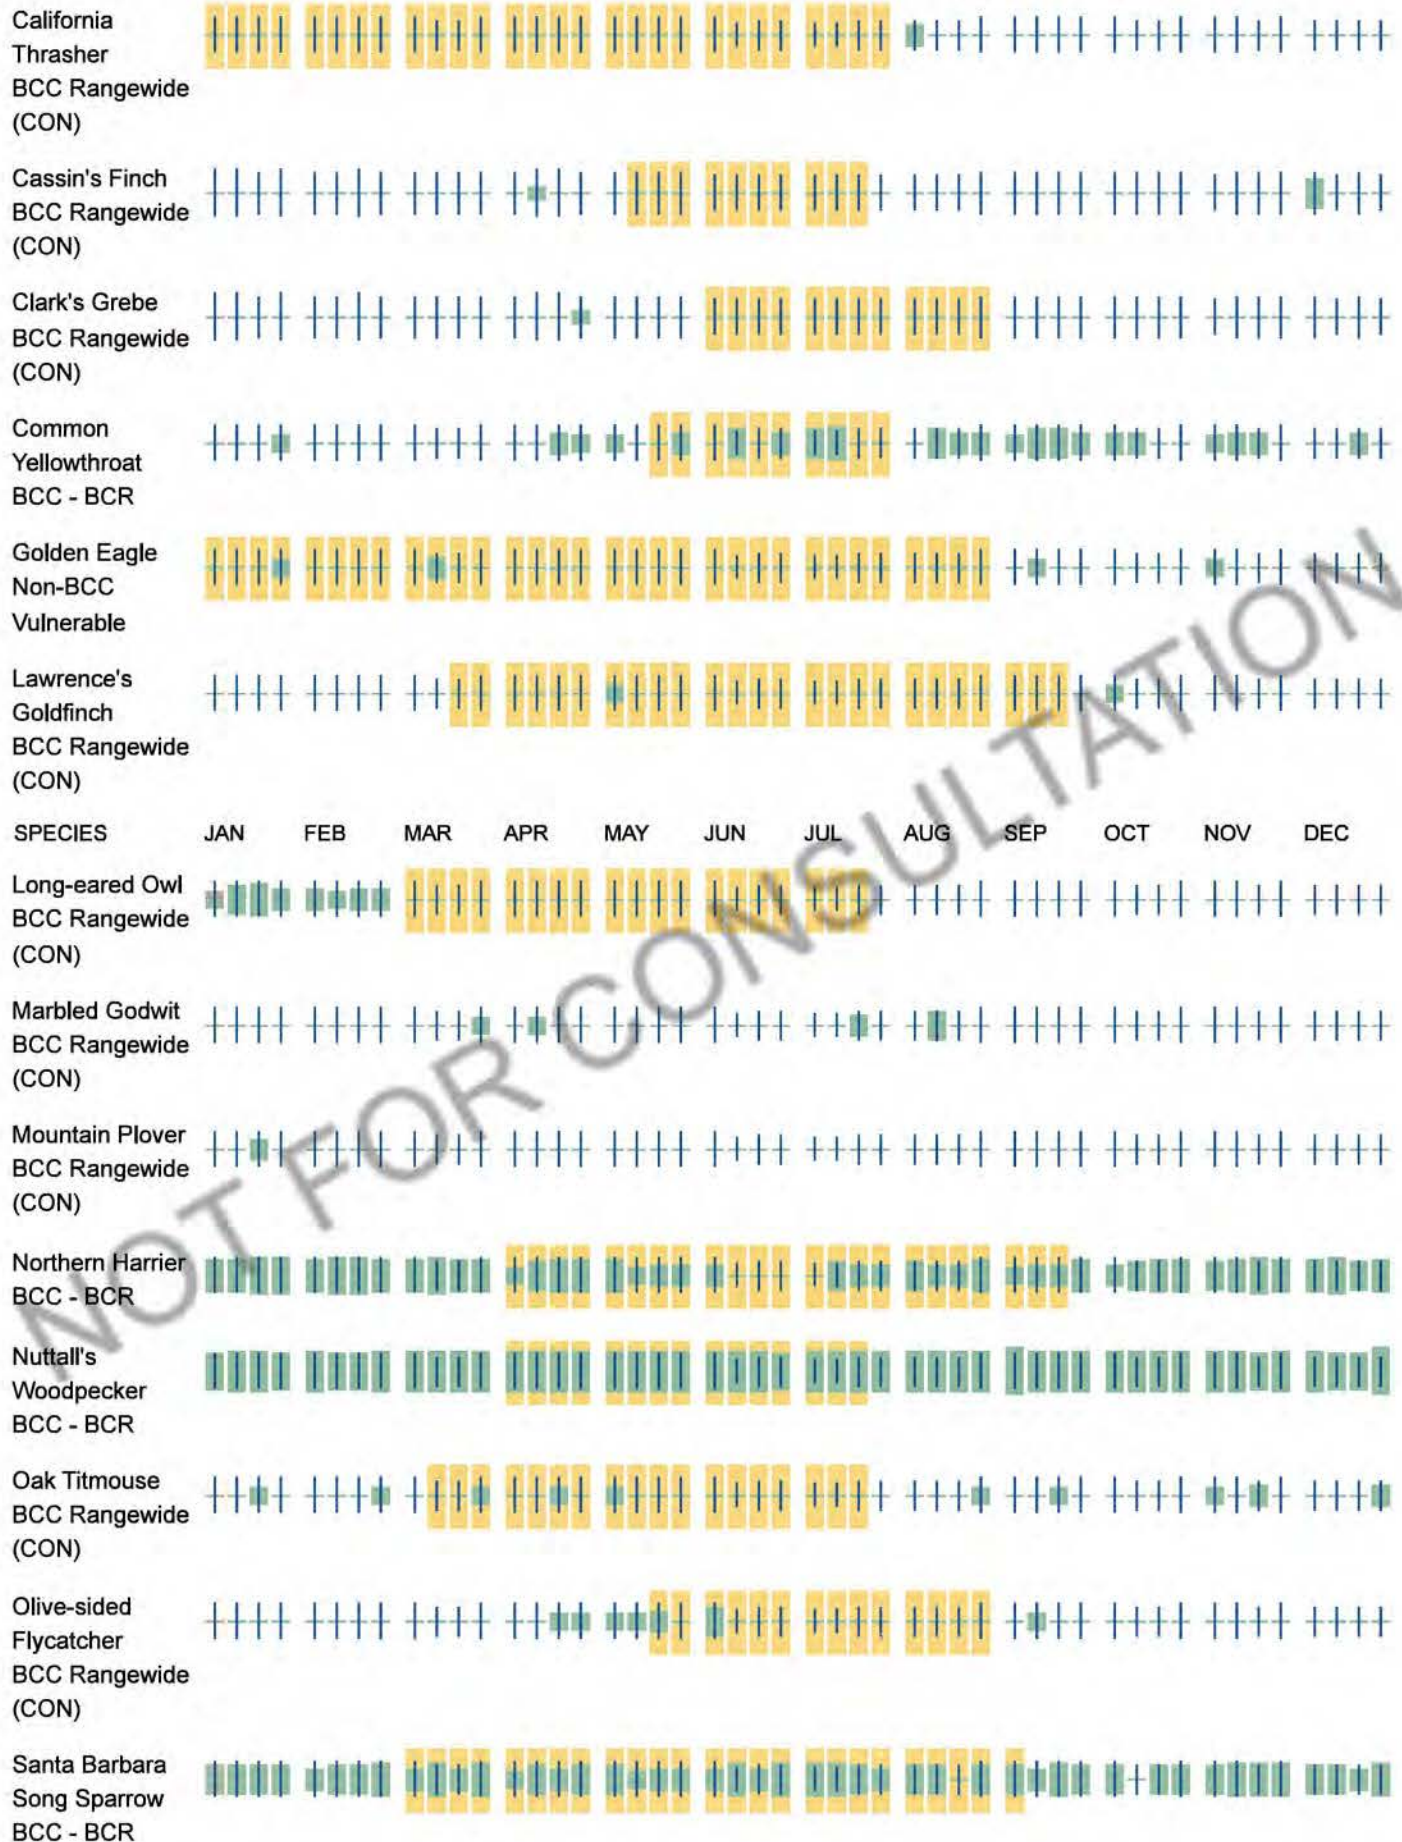 California
Thrasher
BCC Rangewide
(CON)
Cassin's Finch
BCC Rangewide
(CON)
Clark's Grebe
BCC Rangewide
(CON)
Common
Yellowthroat
BCC - BCR
Golden Eagle
Non-BCC
Vulnerable
Lawrence's
Goldfinch
BCC Rangewide
(CON)
SPECIES JAN FEB MAR APR MAY JUN JUL AUG SEP OCT NOV DEC
Long-eared Owl
BCC Rangewide
(CON)
Marbled Godwit
BCC Rangewide
(CON)
Mountain Plover
BCC Rangewide
(CON)
Northern Harrier
BCC - BCR
Nuttall's
Woodpecker
BCC - BCR
Oak Titmouse
BCC Rangewide
(CON)
Olive-sided
Flycatcher
BCC Rangewide
(CON)
Santa Barbara
Song Sparrow
BCC - BCR
NOT FOR CONSULTATION